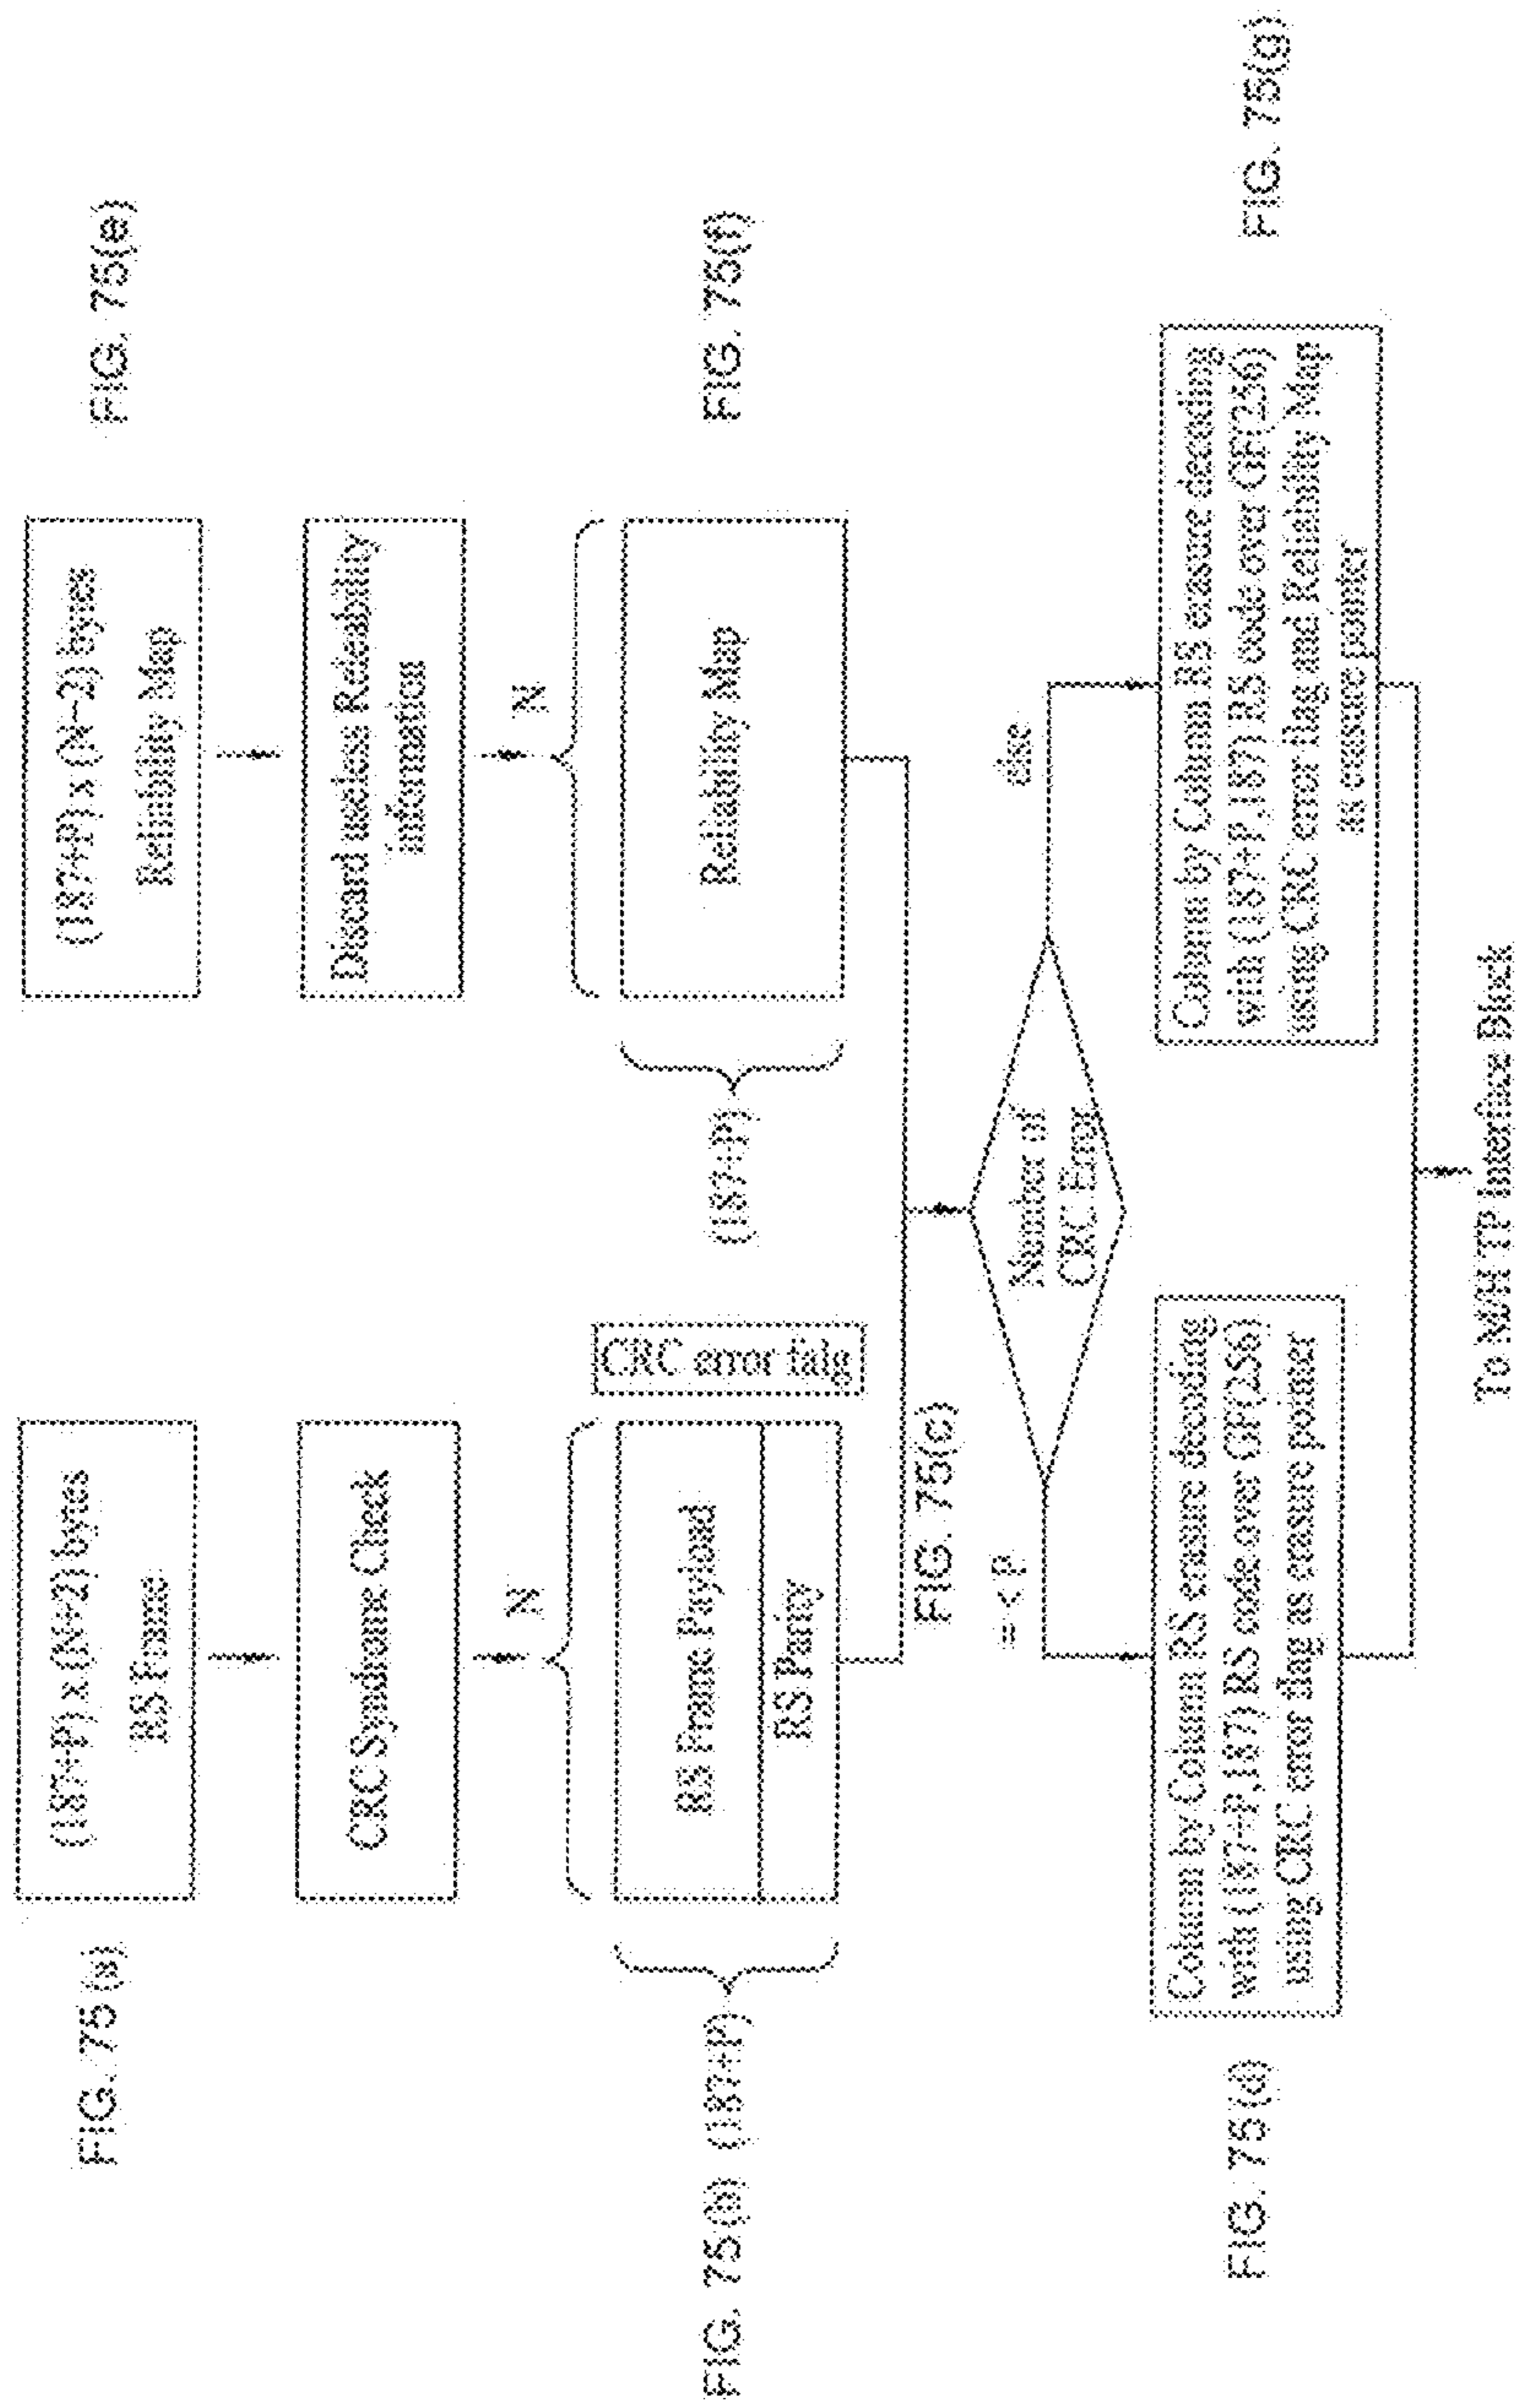 FIG. 75(a)
(187+P) x (N+2) bytes
RS Frame
(187+P) x (N-2) bytes
Reliability Map
FIG. 75(e)
CRC Syndrome Check
Discard useless Releability
information
N
N
FIG. 75(b)
(187+P)
RS Frame Payload
RS Parity
CRC error falg
(187+P)
Reliability Map
FIG. 75(f)
FIG. 75(c)
=< P
Number of
CRC Error
else
FIG. 75(d)
Column by Column RS erasure decoding
with (187+P,187) RS code over GF(256)
using CRC error flag as erasure pointer
Column by Column RS erasure decoding
with (187+P,187) RS code over GF(256)
using CRC error flag and Reliability Map
as erasure pointer
FIG. 75(g)
To M/H TP Interface Block